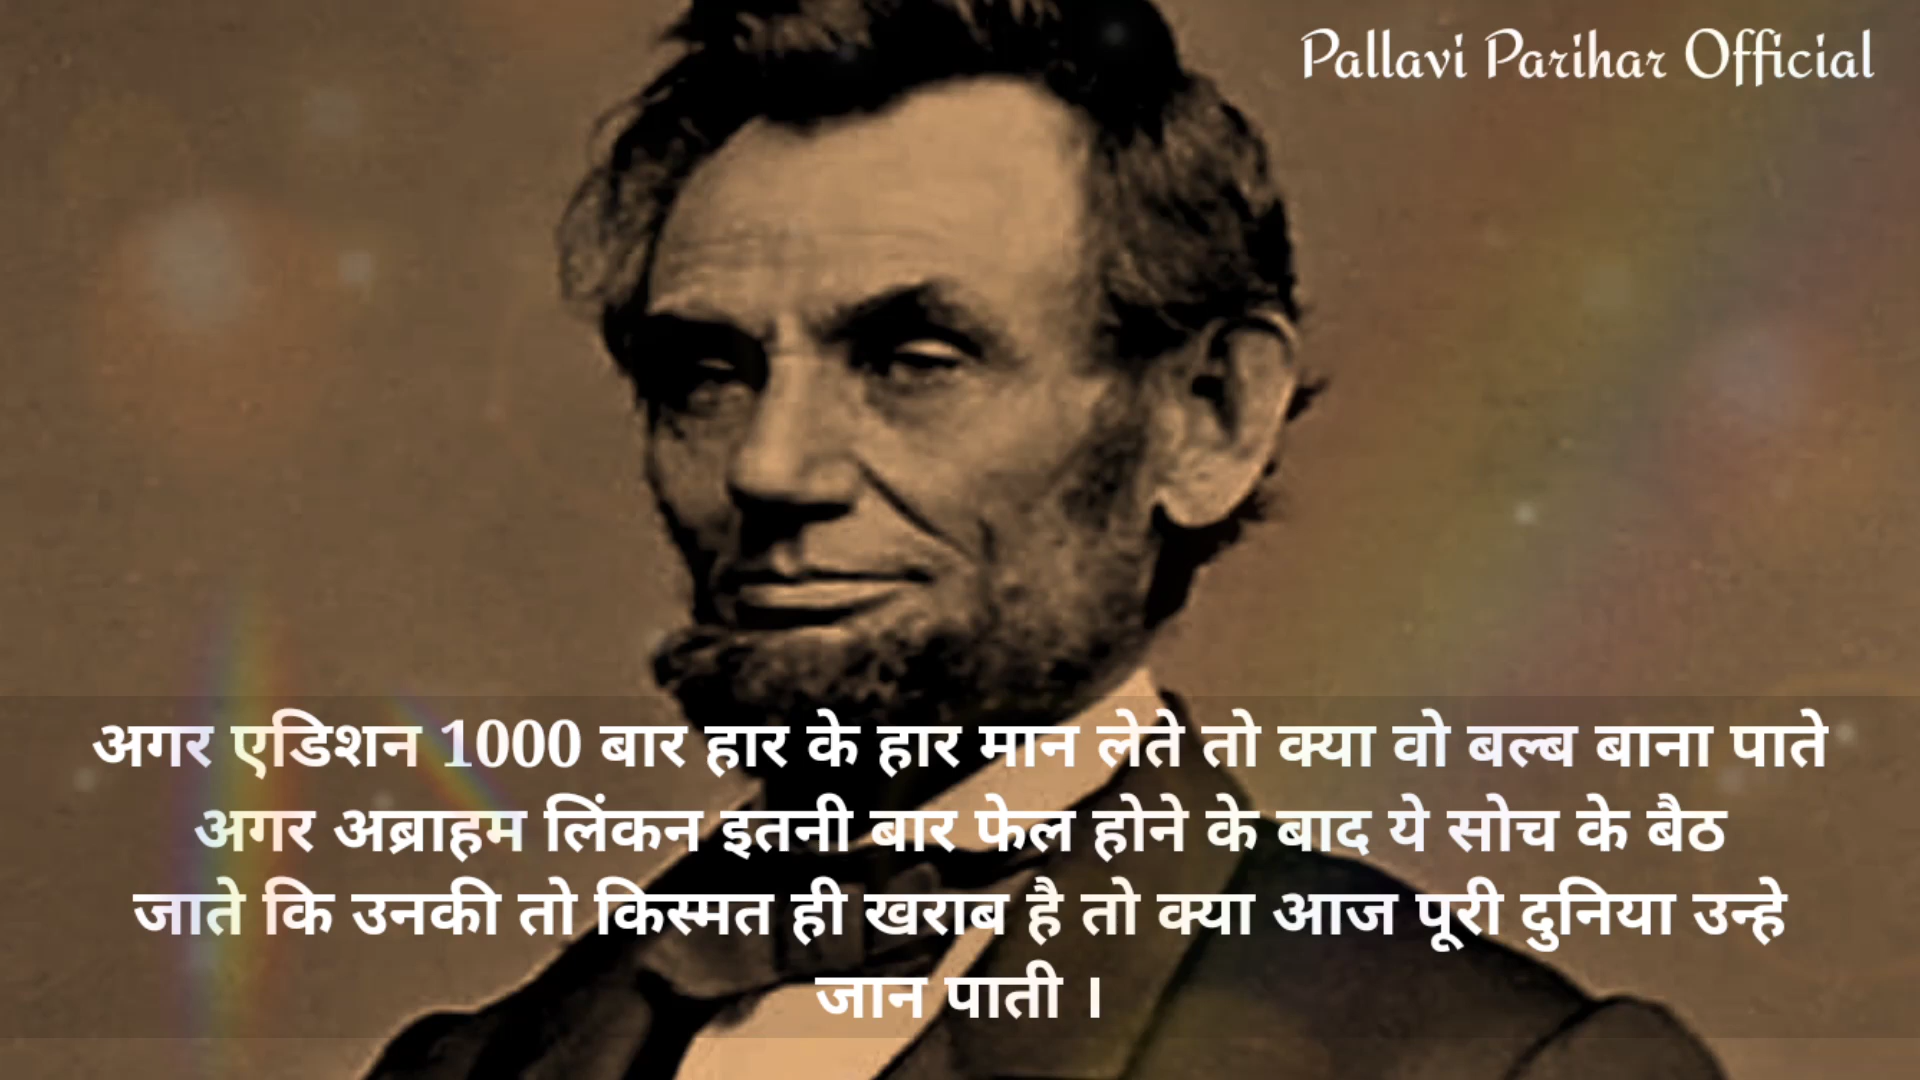 Pallavi Parihar Official
अगर एडिशन 1000 बार हार के हार मान लेते तो क्या वो बल्ब बाना पाते
अगर अब्राहम लिंकन इतनी बार फेल होने के बाद ये सोच के बैठ
जाते कि उनकी तो किस्मत ही खराब है तो क्या आज पूरी दुनिया उन्हे
जान पाती ।